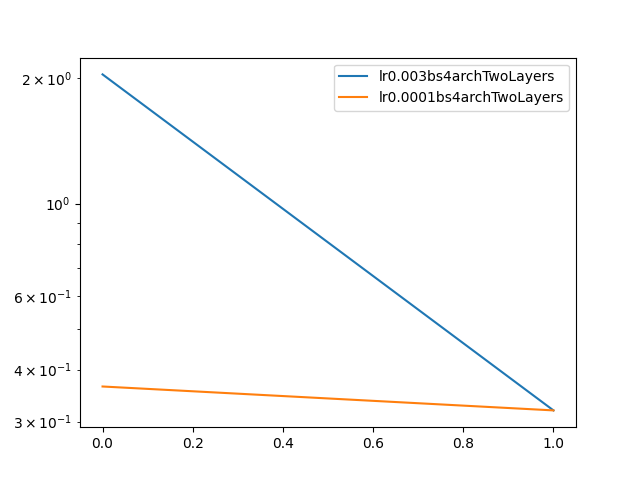 lr0.003bs4archTwoLayers
lr0.0001bs4archTwoLayers
2 × 10⁰
10⁰
6 × 10⁻¹
4 × 10⁻¹
3 × 10⁻¹
0.0 0.2 0.4 0.6 0.8 1.0